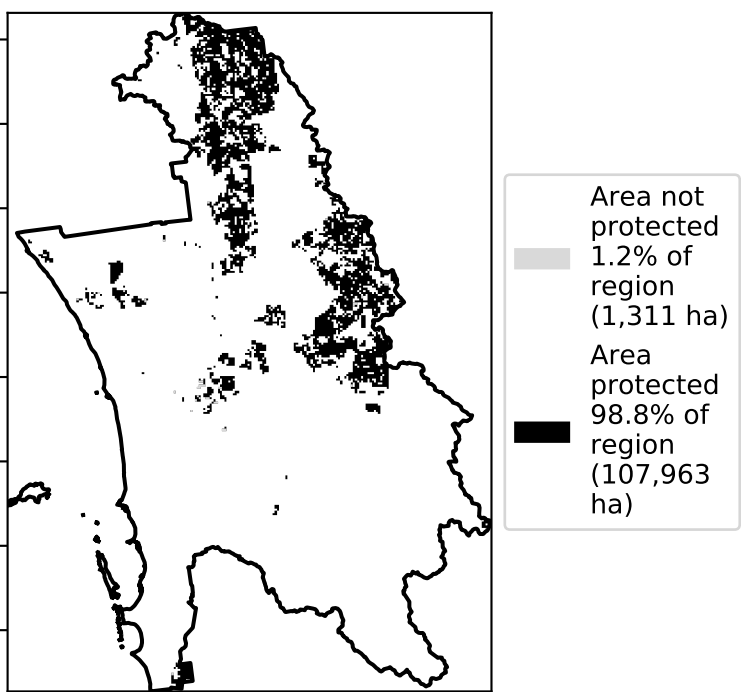 Area not
protected
1.2% of
region
(1,311 ha)
Area
protected
98.8% of
region
(107,963
ha)